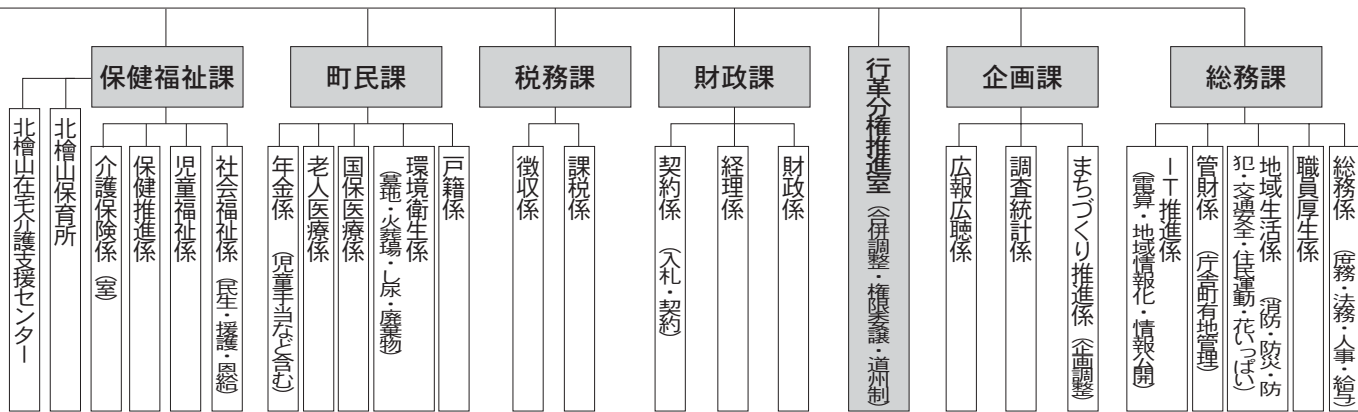 総務課
総務係 (庶務・法務・人事・給与)
職員厚生係
地域生活係 (消防・防災・防
犯・交通安全・住民運動・花いっぱい)
管財係 (庁舎町有地管理)
IT推進係
(電算・地域情報化・情報公開)
企画課
まちづくり推進係 (企画調整)
調査統計係
広報広聴係
行革分権推進室 (合併調整・権限委譲・道州制)
財政課
財政係
経理係
契約係 (入札・契約)
税務課
課税係
徴収係
町民課
戸籍係
環境衛生係
(墓地・火葬場・し尿・廃棄物)
国保医療係
老人医療係
年金係 (児童手当など含む)
保健福祉課
社会福祉係 (民生・援護・恩給)
児童福祉係
保健推進係
介護保険係 (室)
北檜山保育所
北檜山在宅介護支援センター